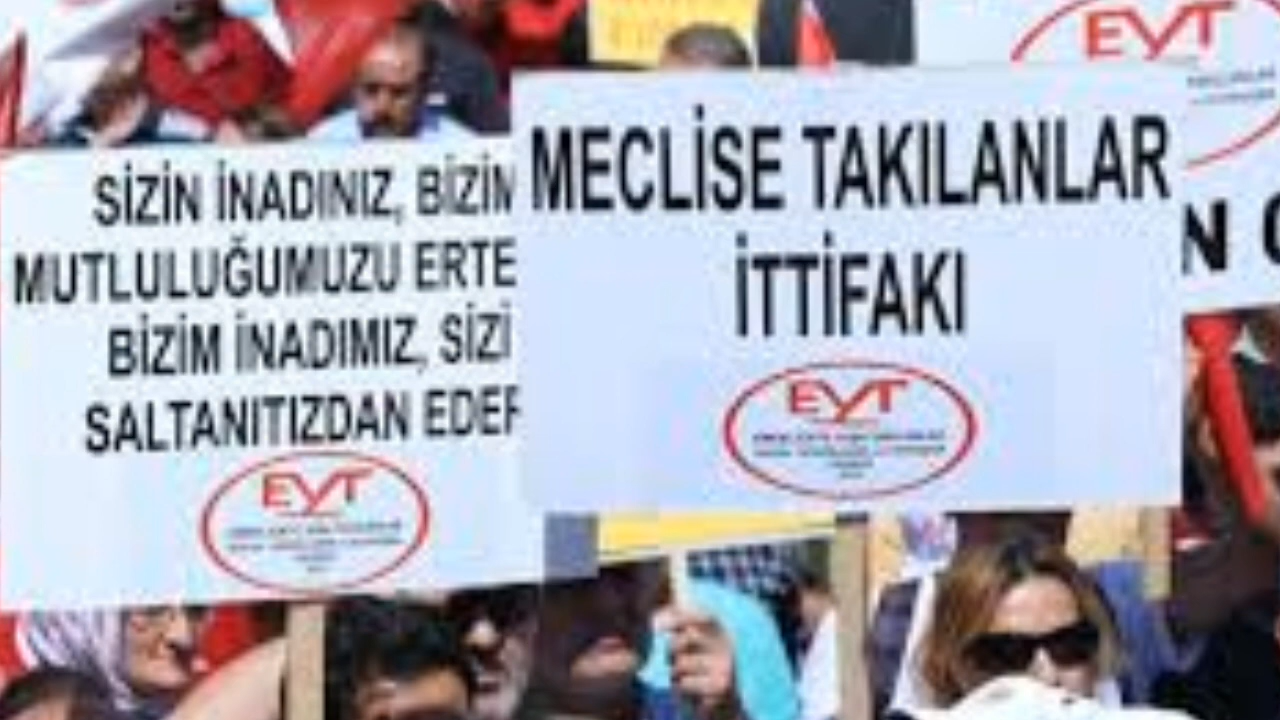 SİZİN İNADINIZ, BİZİM
MUTLULUĞUMUZU ERTE
BİZİM İNADIMIZ, SİZİ
SALTANITIZDAN EDER
EYT
MECLİSE TAKILANLAR
İTTİFAKI
EYT
EYT